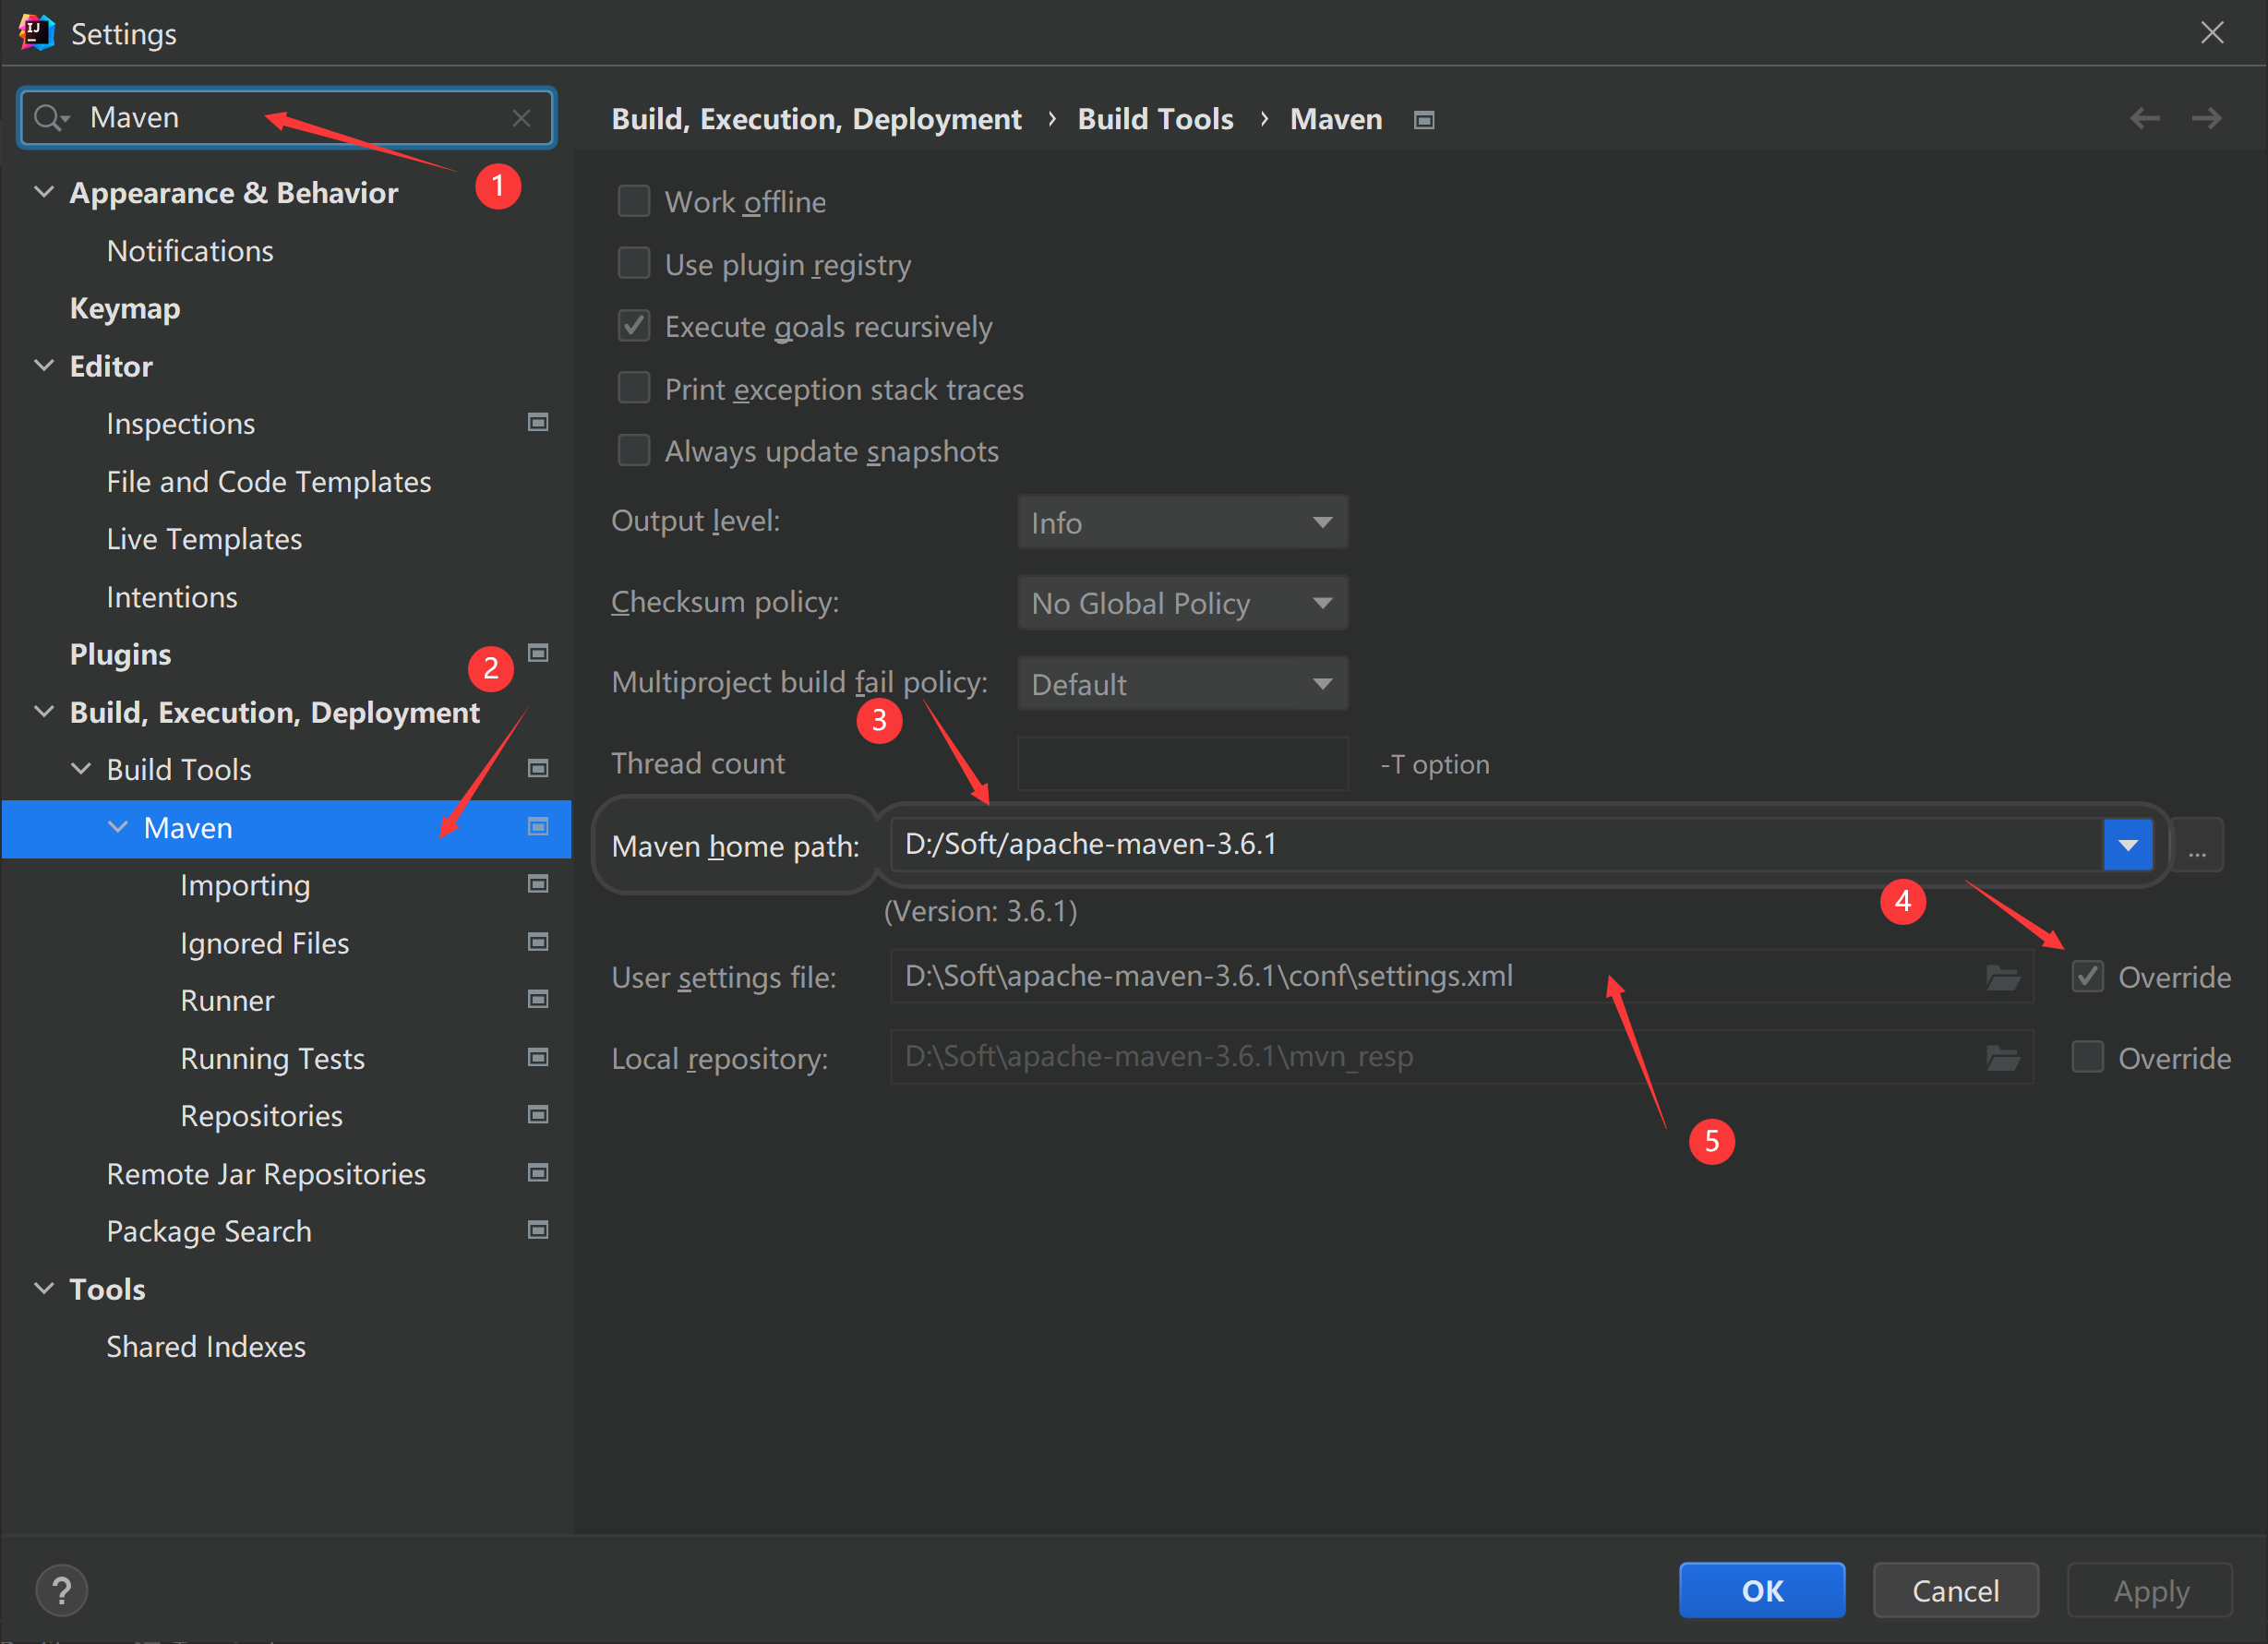 Settings
Maven
1
Appearance & Behavior
Notifications
Keymap
Editor
Inspections
File and Code Templates
Live Templates
Intentions
Plugins
2
Build, Execution, Deployment
Build Tools
Maven
Importing
Ignored Files
Runner
Running Tests
Repositories
Remote Jar Repositories
Package Search
Tools
Shared Indexes
Build, Execution, Deployment › Build Tools › Maven
Work offline
Use plugin registry
Execute goals recursively
Print exception stack traces
Always update snapshots
Output level: Info
Checksum policy: No Global Policy
Multiproject build fail policy: Default
3
Thread count -T option
Maven home path: D:/Soft/apache-maven-3.6.1 ...
(Version: 3.6.1)
4
User settings file: D:\Soft\apache-maven-3.6.1\conf\settings.xml Override
Local repository: D:\Soft\apache-maven-3.6.1\mvn_resp Override
5
? OK Cancel Apply